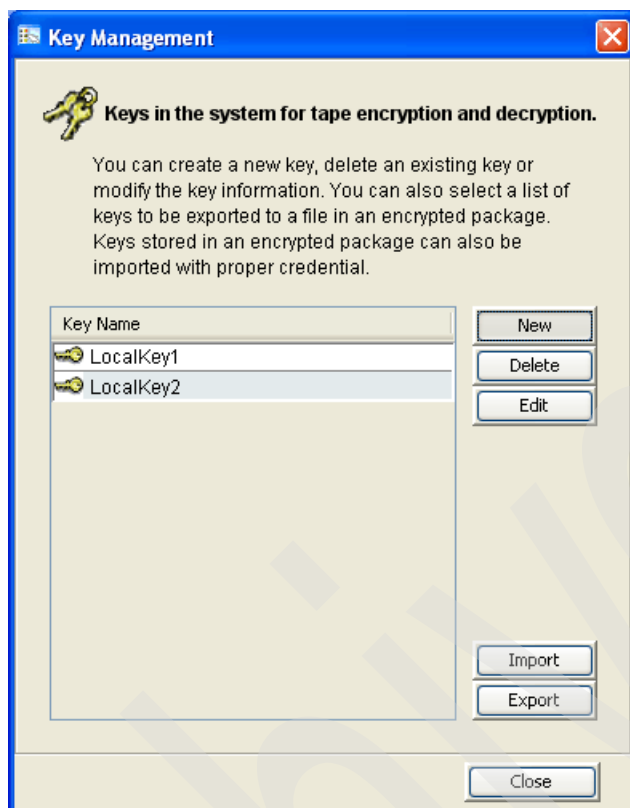 Key Management
Keys in the system for tape encryption and decryption.
You can create a new key, delete an existing key or
modify the key information. You can also select a list of
keys to be exported to a file in an encrypted package.
Keys stored in an encrypted package can also be
imported with proper credential.
Key Name
LocalKey1
LocalKey2
New
Delete
Edit
Import
Export
Close